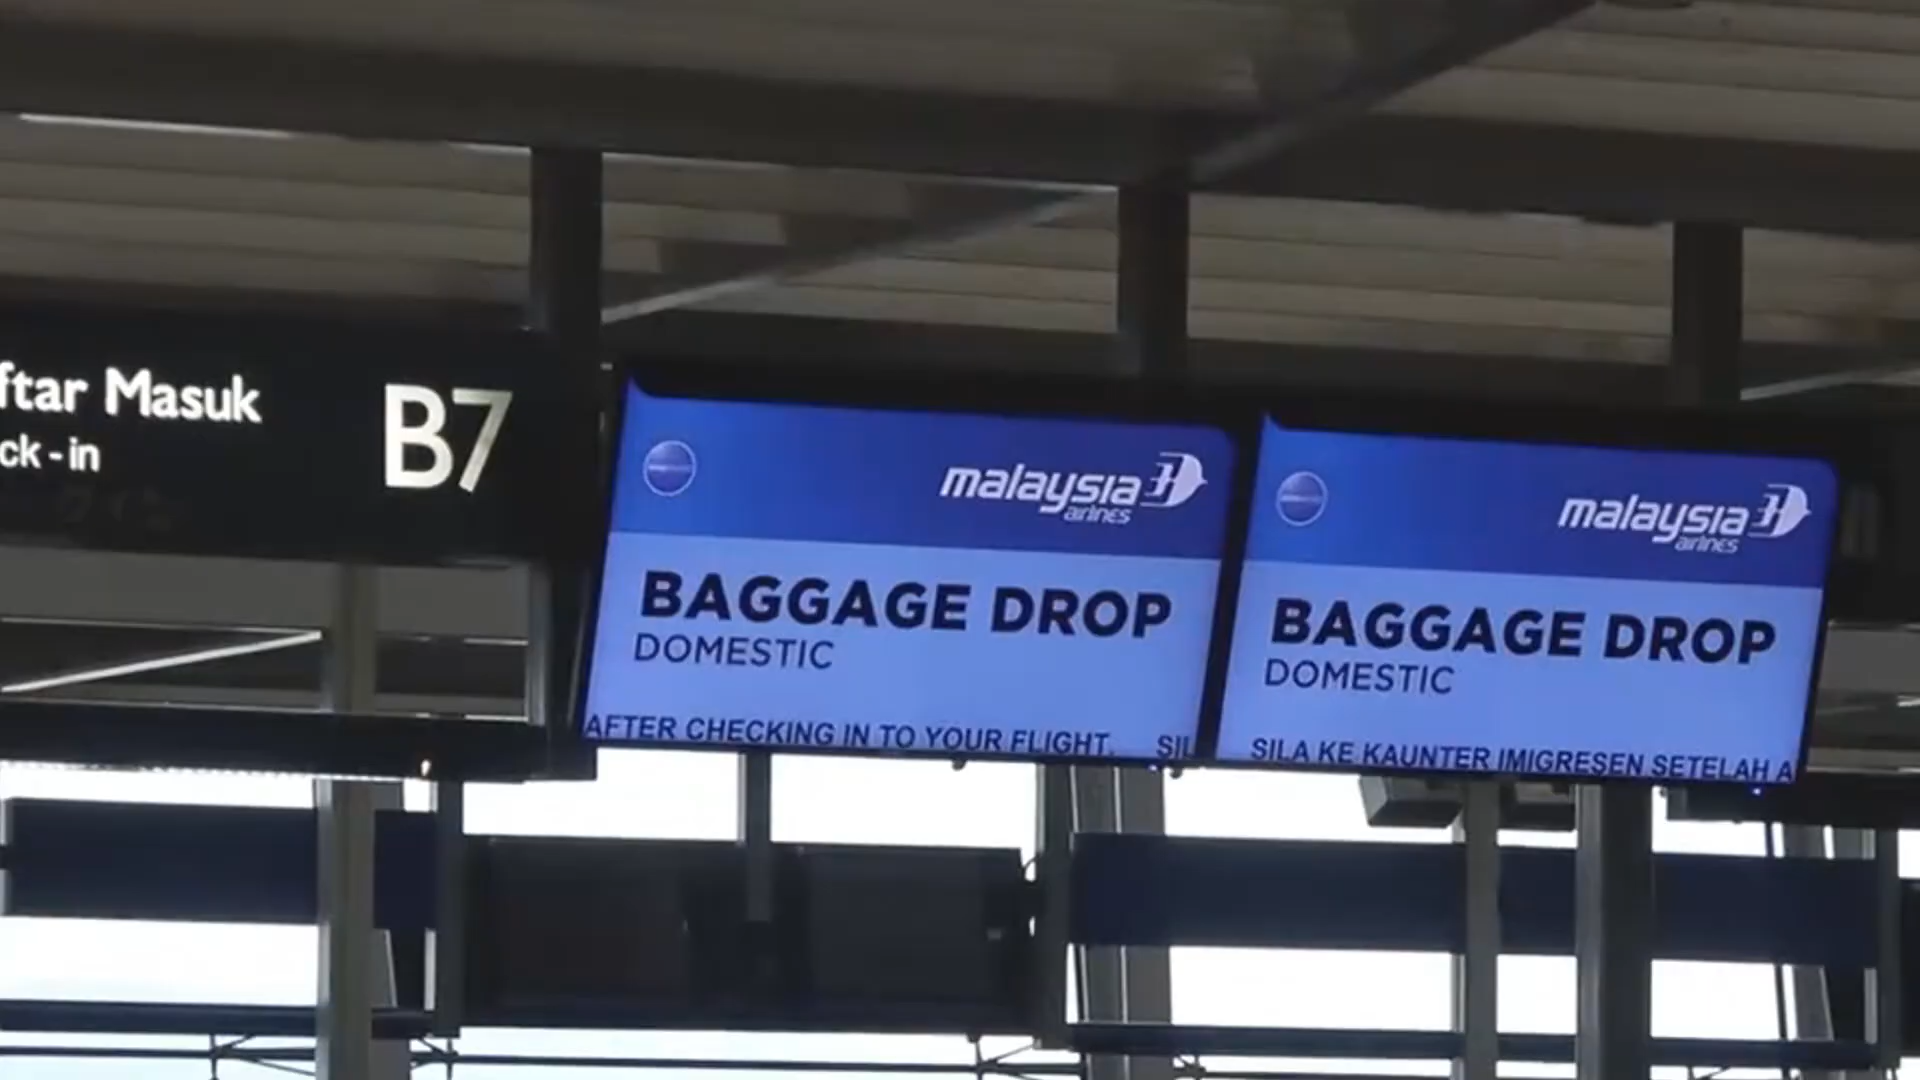 ftar Masuk
ck - in
B7
malaysia
airlines
BAGGAGE DROP
DOMESTIC
AFTER CHECKING IN TO YOUR FLIGHT. SIL
malaysia
airlines
BAGGAGE DROP
DOMESTIC
SILA KE KAUNTER IMIGRESEN SETELAH A